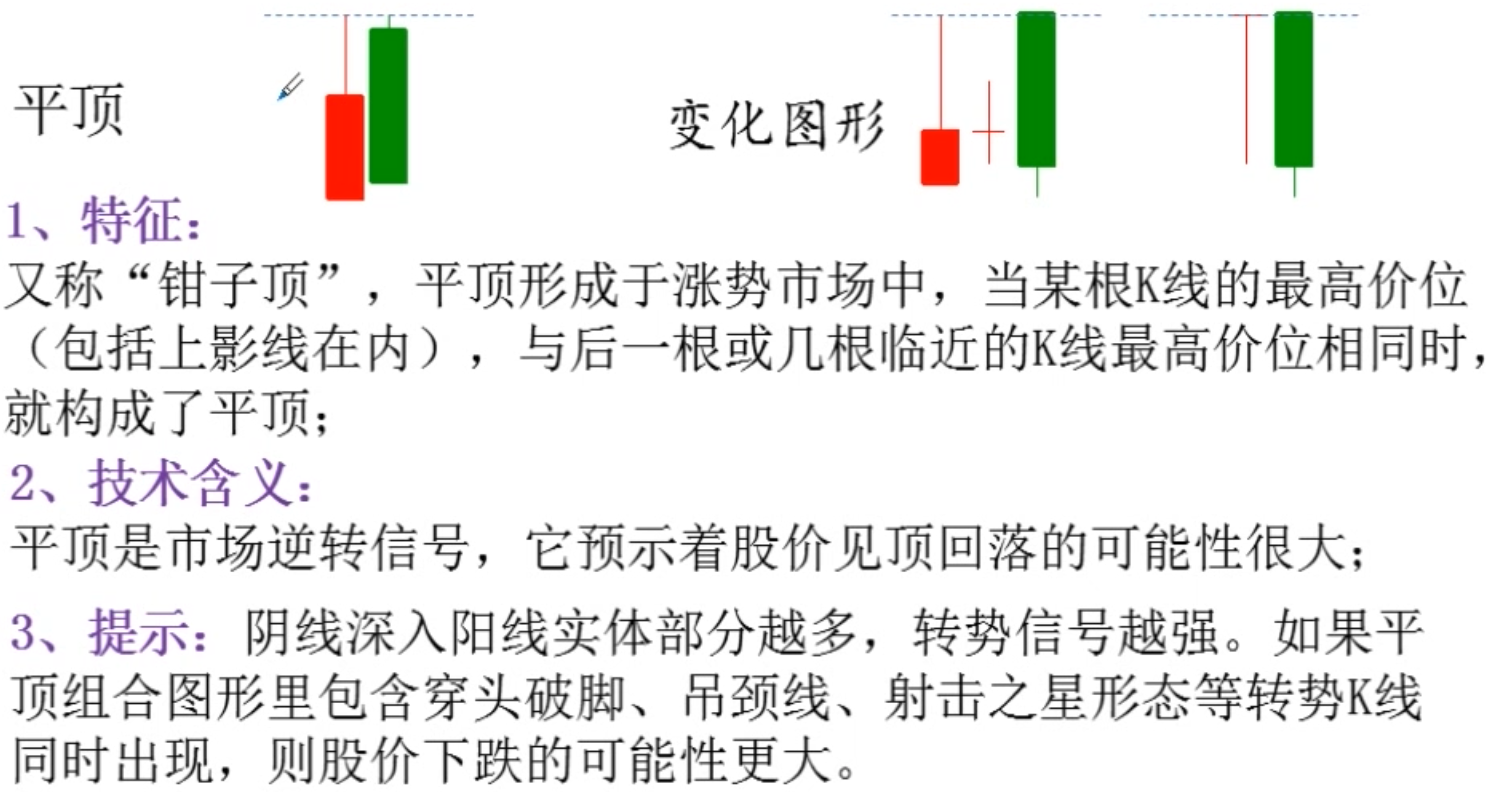 平顶
变化图形
1、特征：
又称“钳子顶”，平顶形成于涨势市场中，当某根K线的最高价位
（包括上影线在内），与后一根或几根临近的K线最高价位相同时，
就构成了平顶；
2、技术含义：
平顶是市场逆转信号，它预示着股价见顶回落的可能性很大；
3、提示：阴线深入阳线实体部分越多，转势信号越强。如果平
顶组合图形里包含穿头破脚、吊颈线、射击之星形态等转势K线
同时出现，则股价下跌的可能性更大。